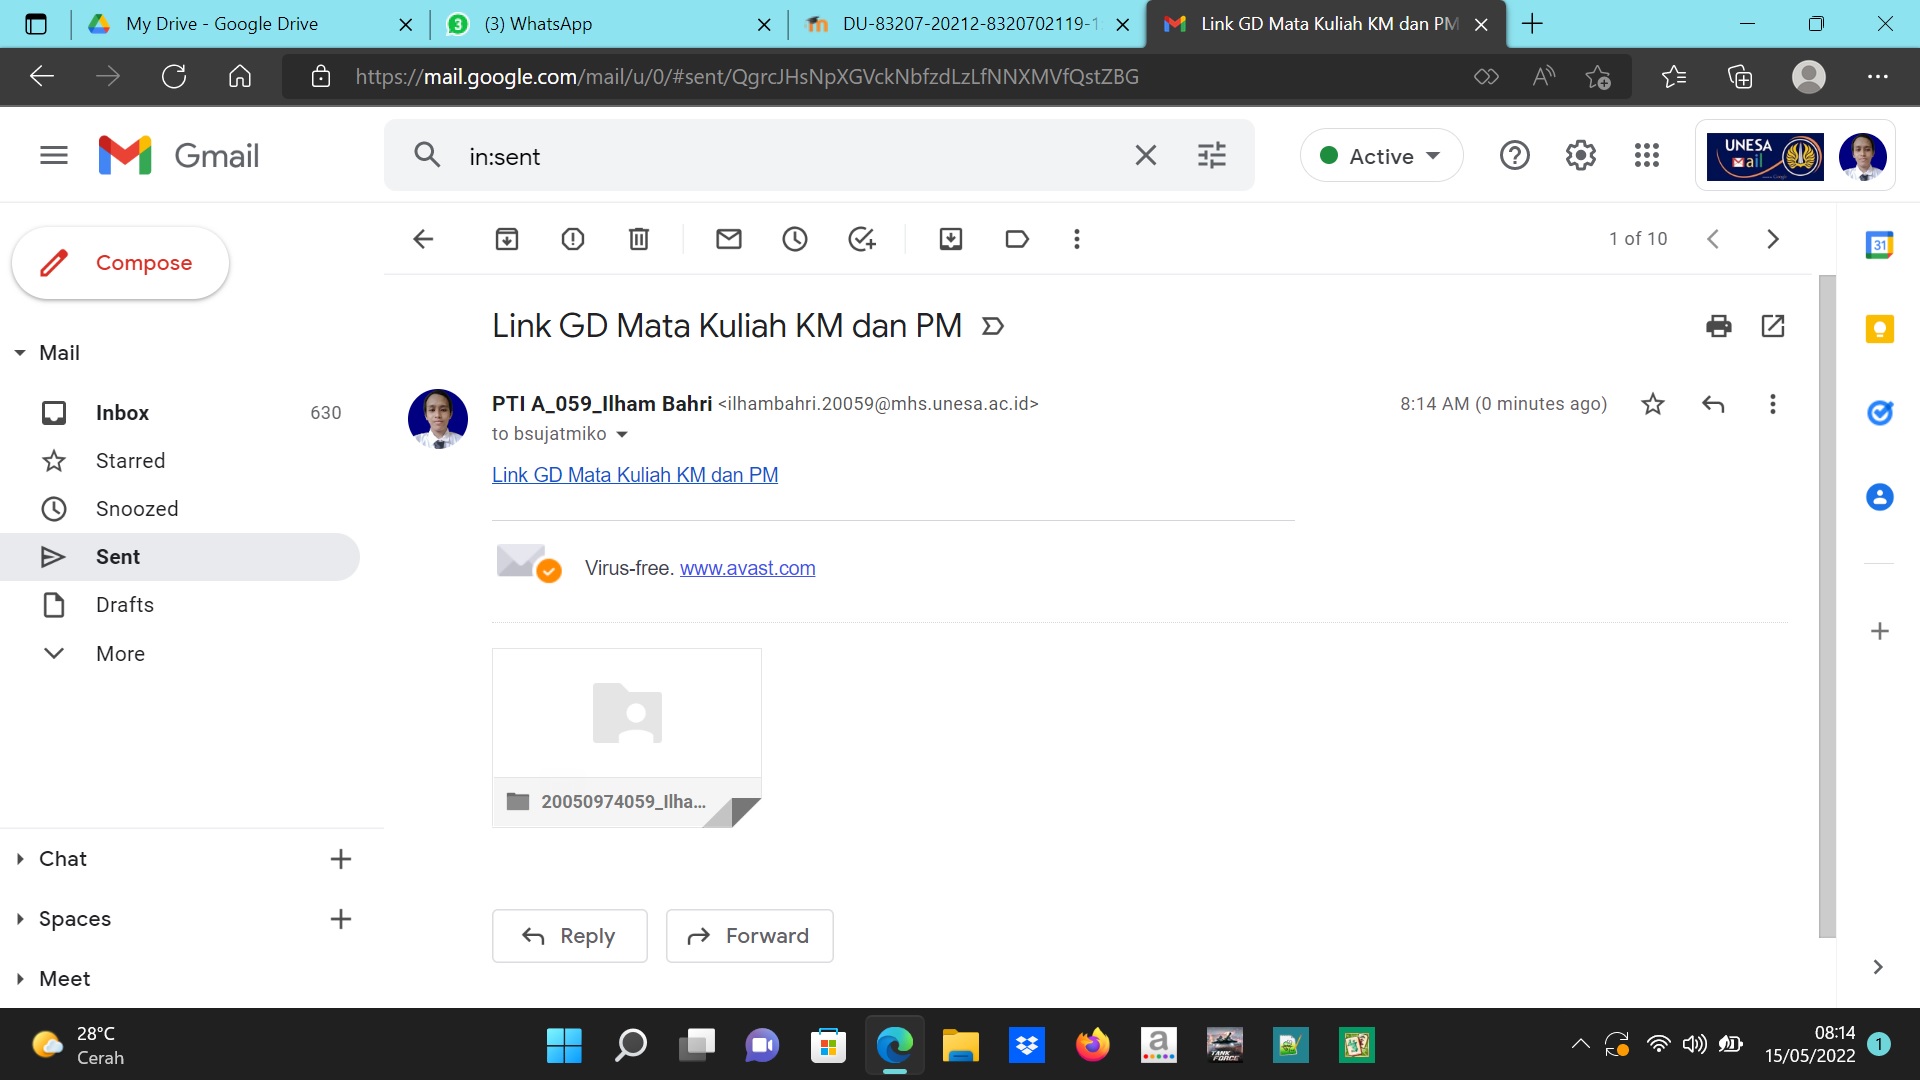 My Drive - Google Drive
(3) WhatsApp
DU-83207-20212-8320702119-1
Link GD Mata Kuliah KM dan PM
https://mail.google.com/mail/u/0/#sent/QgrcJHsNpXGVckNbfzdLzLfNNXMVfQstZBG
Gmail
in:sent
Active
UNESA
mail
Compose
1 of 10
31
Link GD Mata Kuliah KM dan PM
Mail
PTI A_059_Ilham Bahri <ilhambahri.20059@mhs.unesa.ac.id>
8:14 AM (0 minutes ago)
to bsujatmiko
Inbox 630
Starred
Link GD Mata Kuliah KM dan PM
Snoozed
Sent
Virus-free. www.avast.com
Drafts
More
20050974059_Ilha...
Chat
Spaces
Reply
Forward
Meet
28°C
Cerah
a
TANK FORCE
08:14
15/05/2022
1